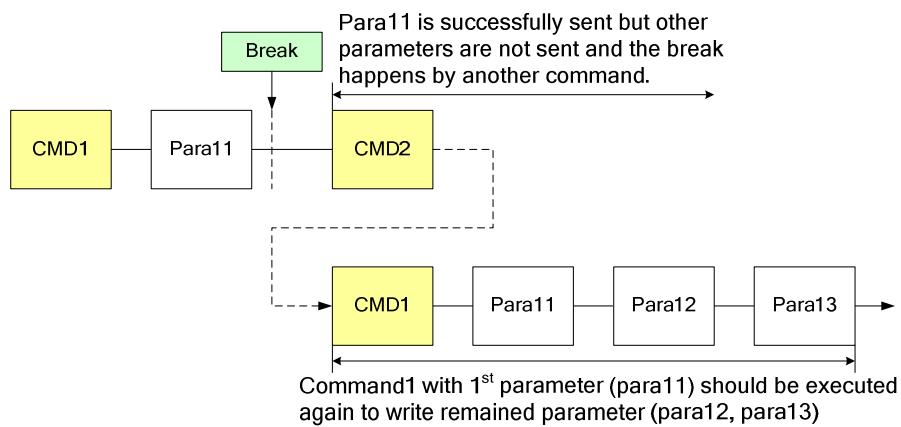 Para11 is successfully sent but other
parameters are not sent and the break
happens by another command.
Break
CMD1
Para11
CMD2
CMD1
Para11
Para12
Para13
Command1 with 1st parameter (para11) should be executed
again to write remained parameter (para12, para13)